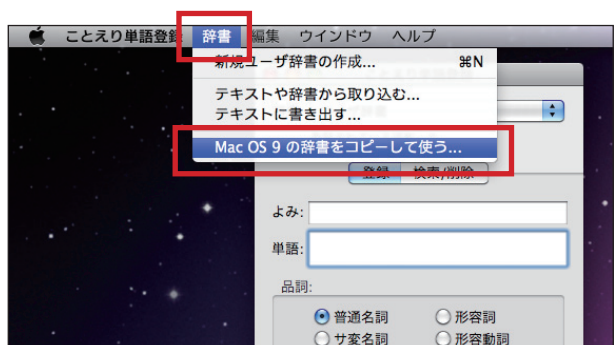 ことえり単語登録 辞書 編集 ウインドウ ヘルプ
新規ユーザ辞書の作成... ⌘N
テキストや辞書から取り込む...
テキストに書き出す...
Mac OS 9 の辞書をコピーして使う...
登録 検索/削除
よみ:
単語:
品詞:
普通名詞 形容詞
サ変名詞 形容動詞